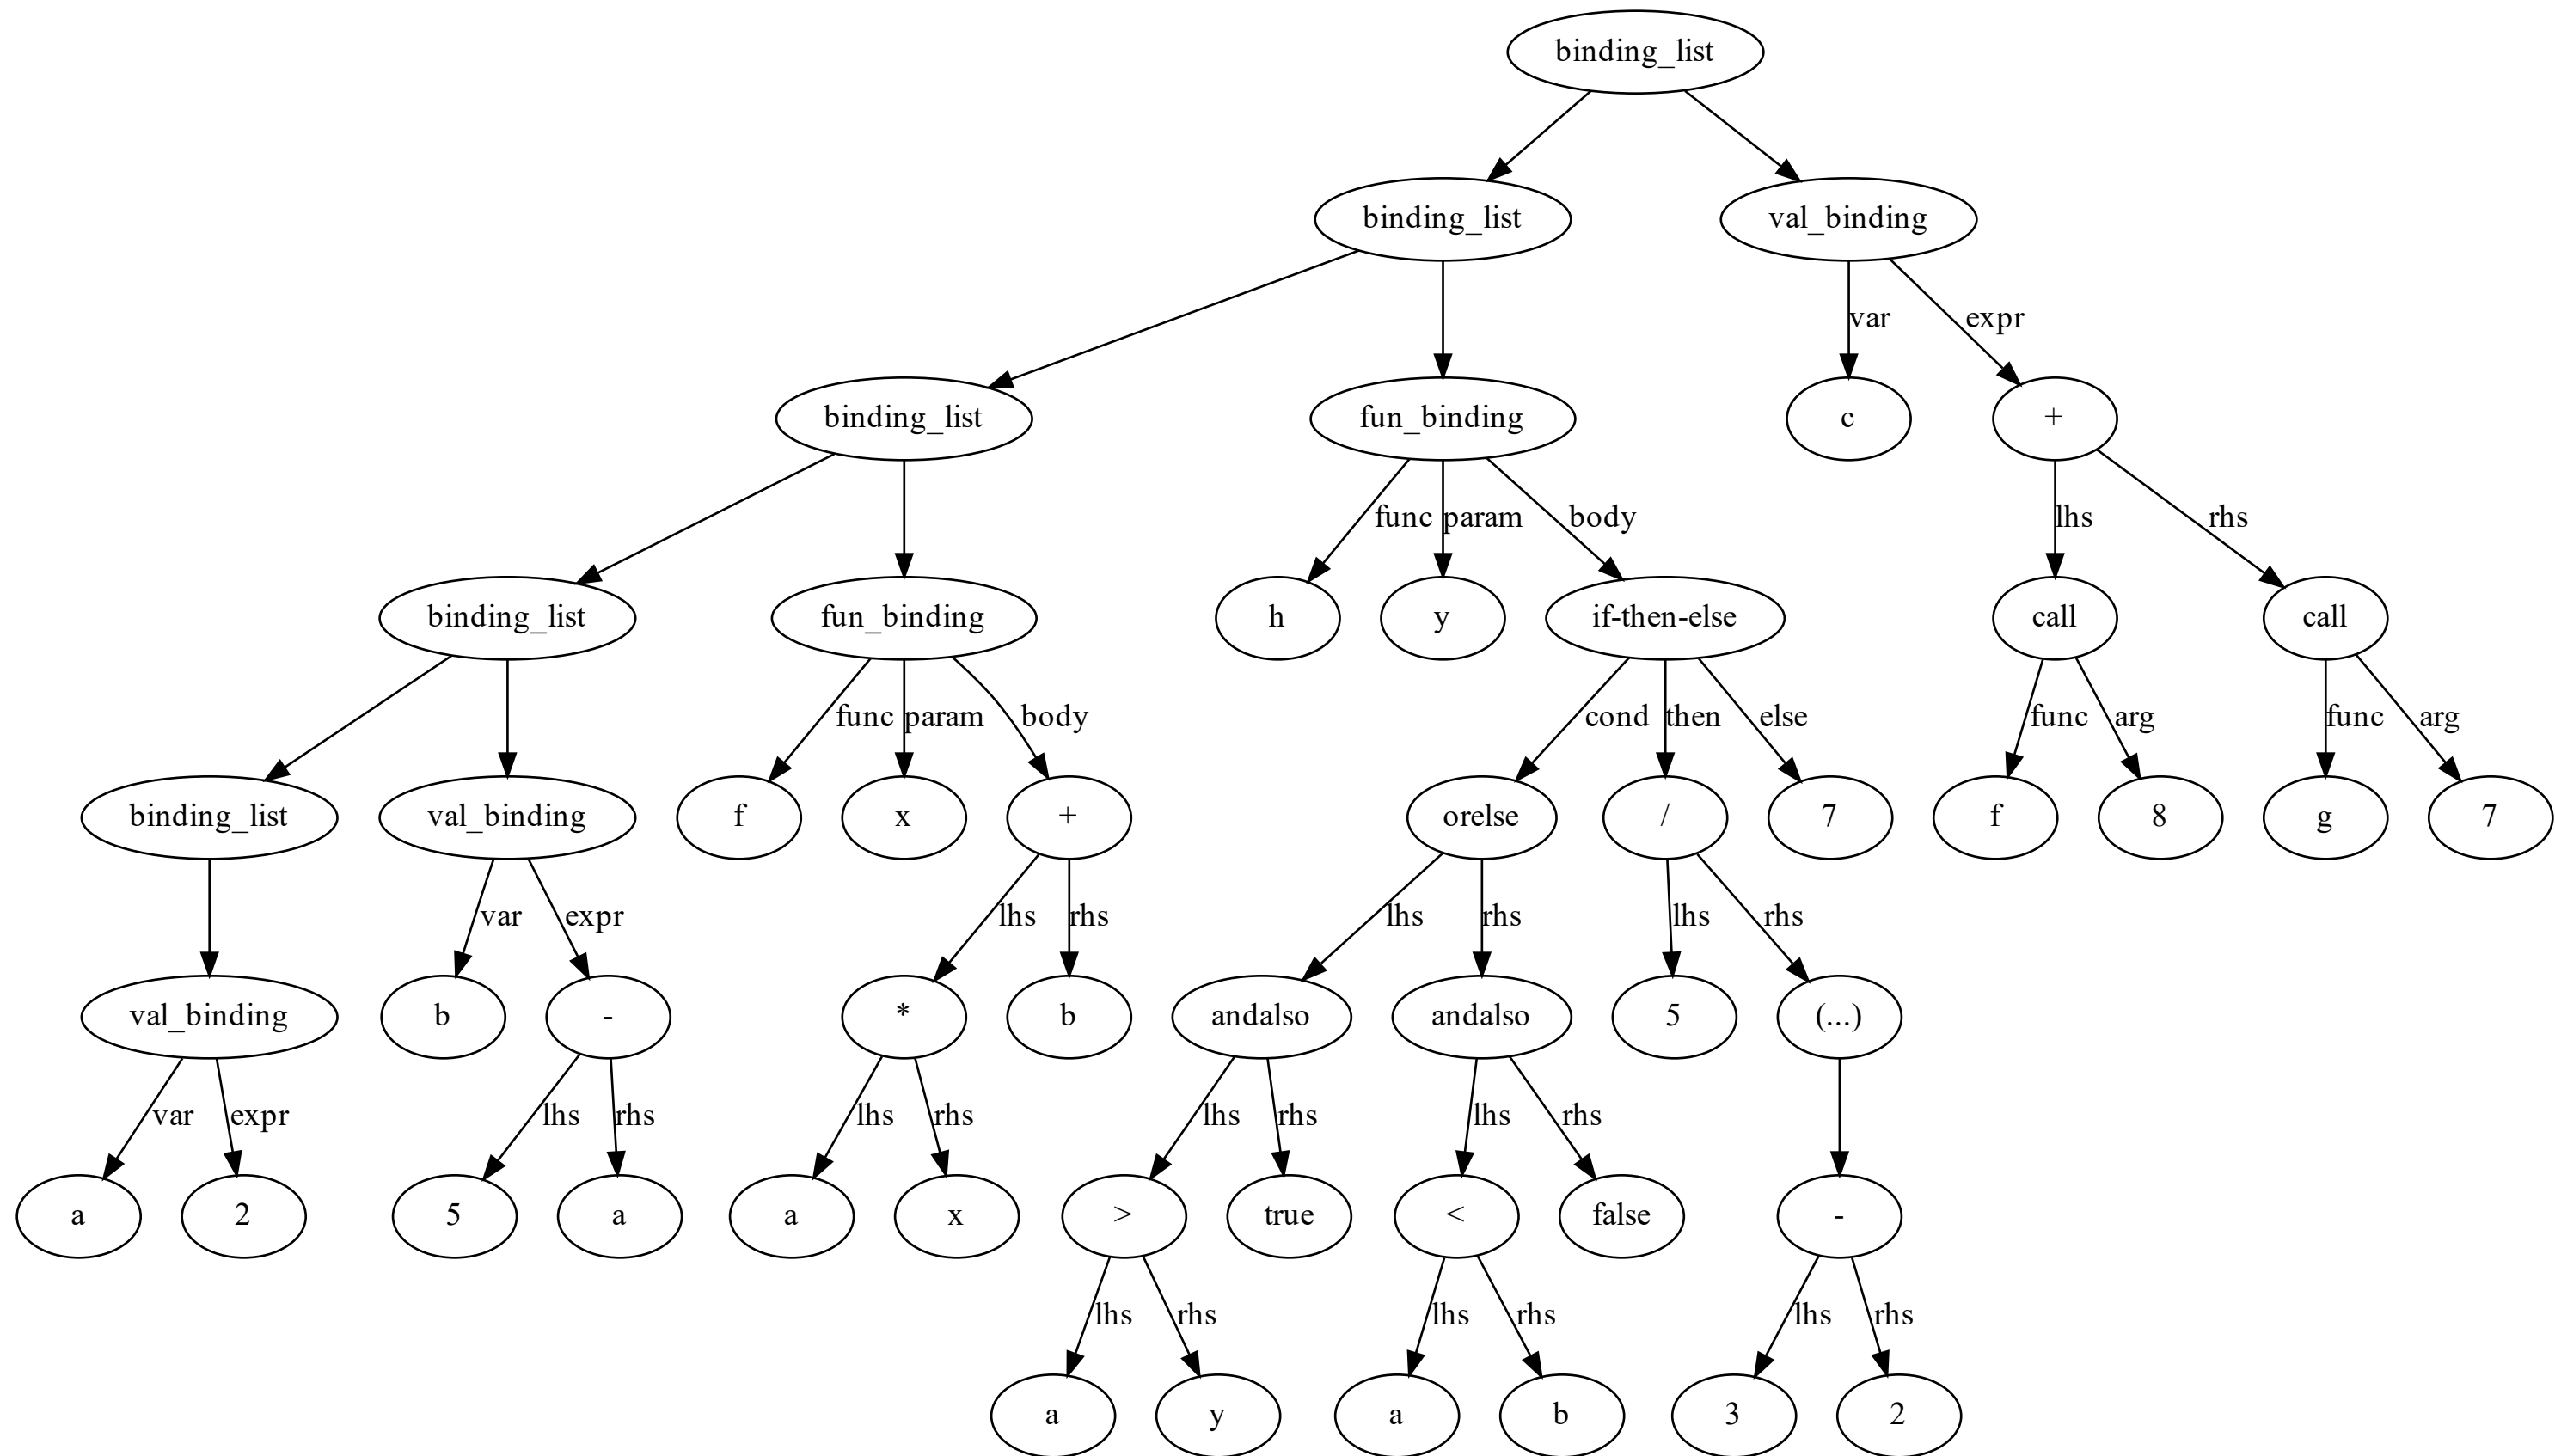 binding_list
binding_list val_binding
var expr
binding_list fun_binding c +
func param body lhs rhs
binding_list fun_binding h y if-then-else call call
func param body cond then else func arg func arg
binding_list val_binding f x + orelse / 7 f 8 g 7
var expr lhs rhs lhs rhs lhs rhs
val_binding b - * b andalso andalso 5 (...)
var expr lhs rhs lhs rhs lhs rhs lhs rhs
a 2 5 a a x > true < false -
lhs rhs lhs rhs lhs rhs
a y a b 3 2